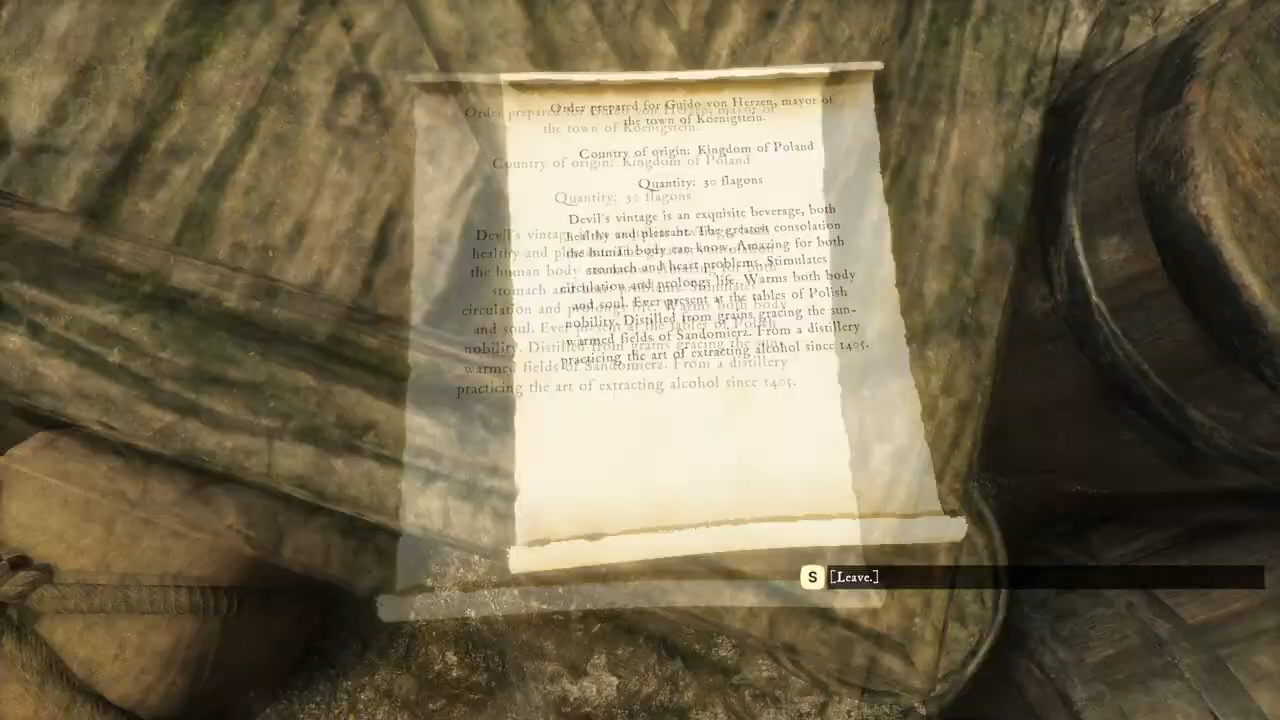 Order prepared for Guido von Herzen, mayor of
the town of Koenigstein.
Country of origin: Kingdom of Poland
Quantity: 30 flagons
Devil's vintage is an exquisite beverage, both
healthy and pleasant. The greatest consolation
the human body can know. Amazing for both
stomach and heart problems. Stimulates
circulation and prolongs life. Warms both body
and soul. Ever present at the tables of Polish
nobility. Distilled from grains gracing the sun-
warmed fields of Sandomierz. From a distillery
practicing the art of extracting alcohol since 1405.
S [Leave.]